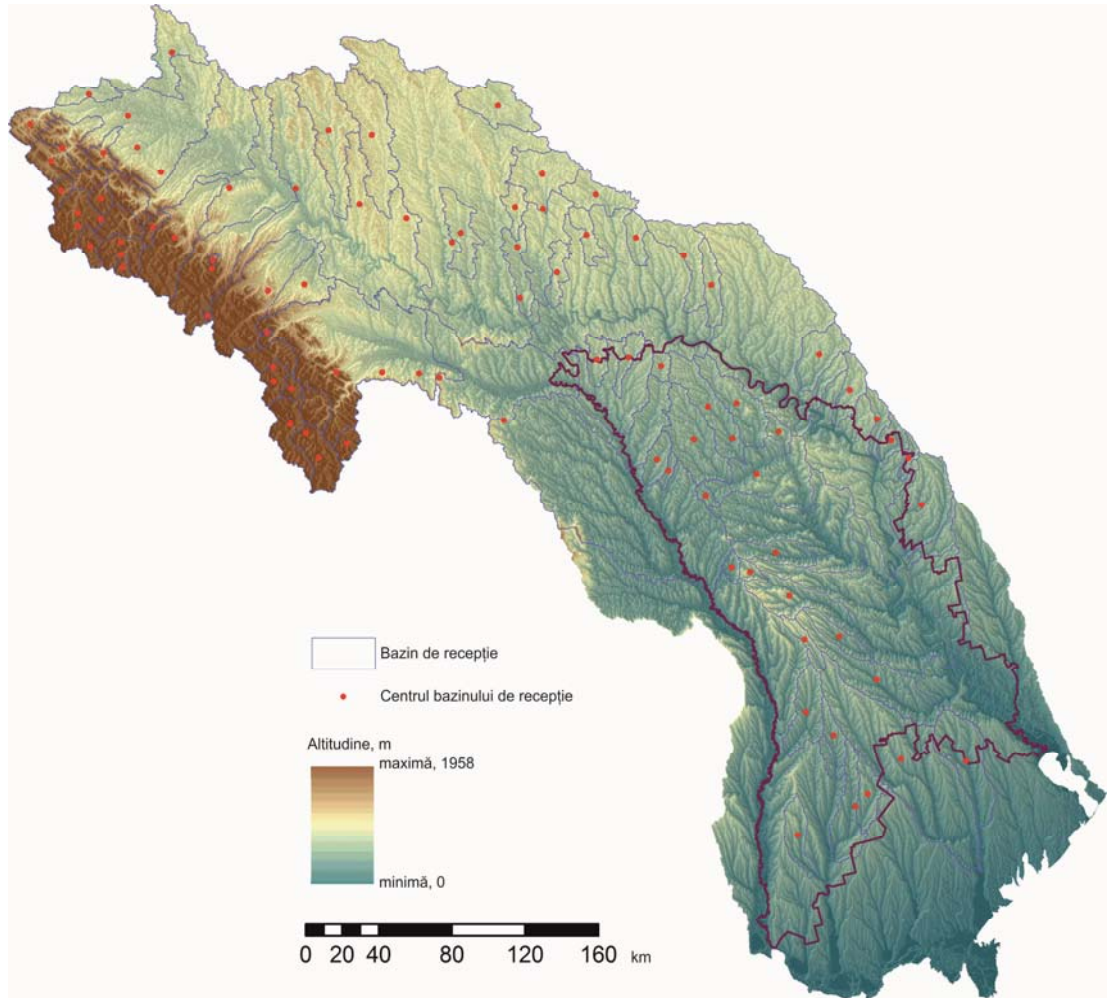 Bazin de recepție
Centrul bazinului de recepție
Altitudine, m
maximă, 1958
minimă, 0
0 20 40 80 120 160 km